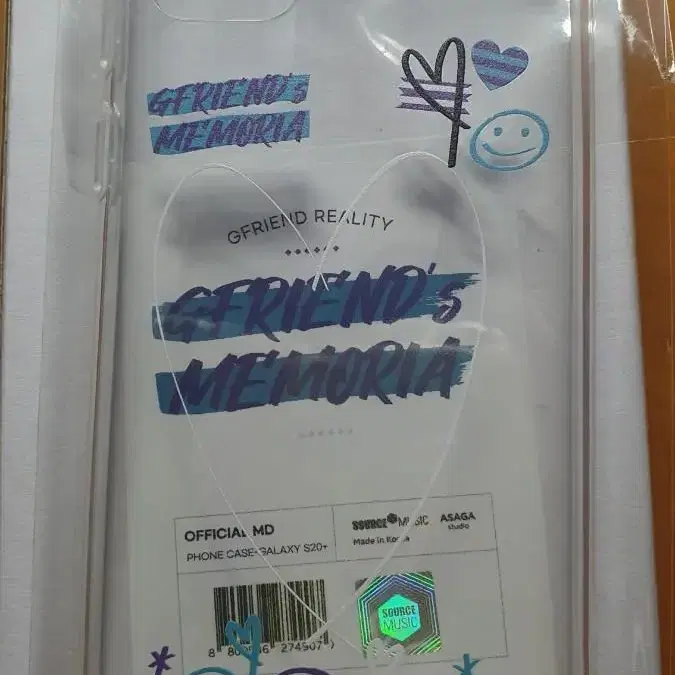 GFRIEND's
MEMORIA
GFRIEND REALITY
GFRIEND's
MEMORIA
OFFICIAL MD
PHONE CASE-GALAXY S20+
SOURCE MUSIC
ASAGA
studio
Made in Korea
SOURCE
MUSIC
274907